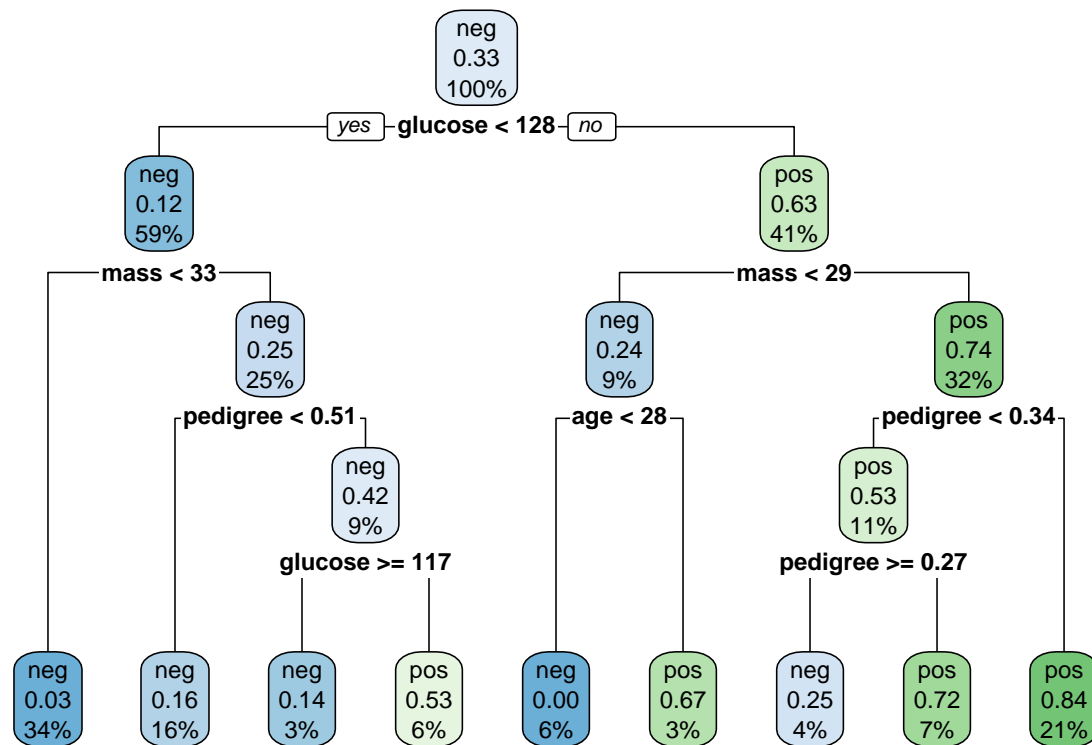 neg
0.33
100%
yes glucose < 128 no
neg
0.12
59%
pos
0.63
41%
mass < 33
mass < 29
neg
0.25
25%
neg
0.24
9%
pos
0.74
32%
pedigree < 0.51
age < 28
pedigree < 0.34
neg
0.42
9%
pos
0.53
11%
glucose >= 117
pedigree >= 0.27
neg
0.03
34%
neg
0.16
16%
neg
0.14
3%
pos
0.53
6%
neg
0.00
6%
pos
0.67
3%
neg
0.25
4%
pos
0.72
7%
pos
0.84
21%